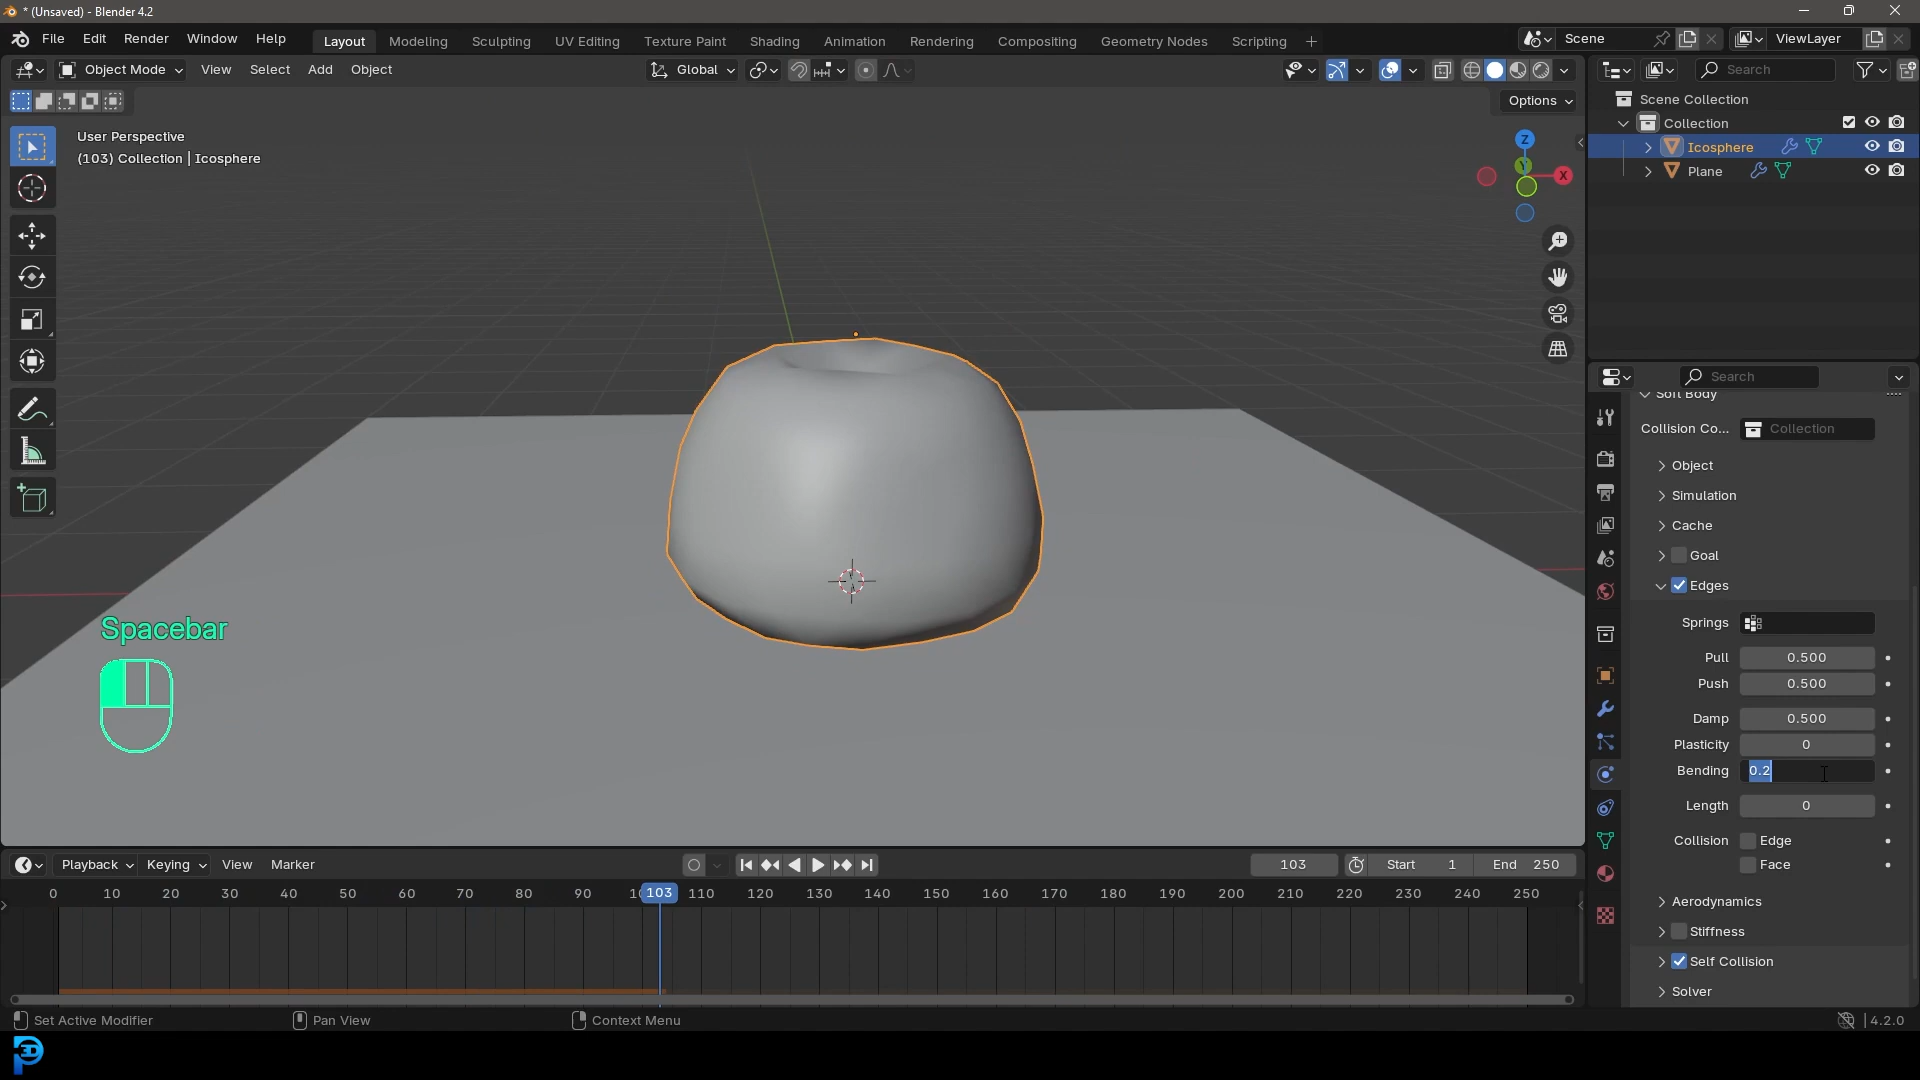 * (Unsaved) - Blender 4.2
File Edit Render Window Help
Layout Modeling Sculpting UV Editing Texture Paint Shading Animation Rendering Compositing Geometry Nodes Scripting +
Scene
ViewLayer
Object Mode View Select Add Object
Global
Options
User Perspective
(103) Collection | Icosphere
Z
Y
X
Spacebar
Search
Scene Collection
Collection
Icosphere
Plane
Search
Soft Body
Collision Co... Collection
Object
Simulation
Cache
Goal
Edges
Springs
Pull 0.500
Push 0.500
Damp 0.500
Plasticity 0
Bending 0.2
Length 0
Collision Edge
Face
Aerodynamics
Stiffness
Self Collision
Solver
Playback Keying View Marker
103
Start 1
End 250
0 10 20 30 40 50 60 70 80 90 103 110 120 130 140 150 160 170 180 190 200 210 220 230 240 250
Set Active Modifier
Pan View
Context Menu
4.2.0